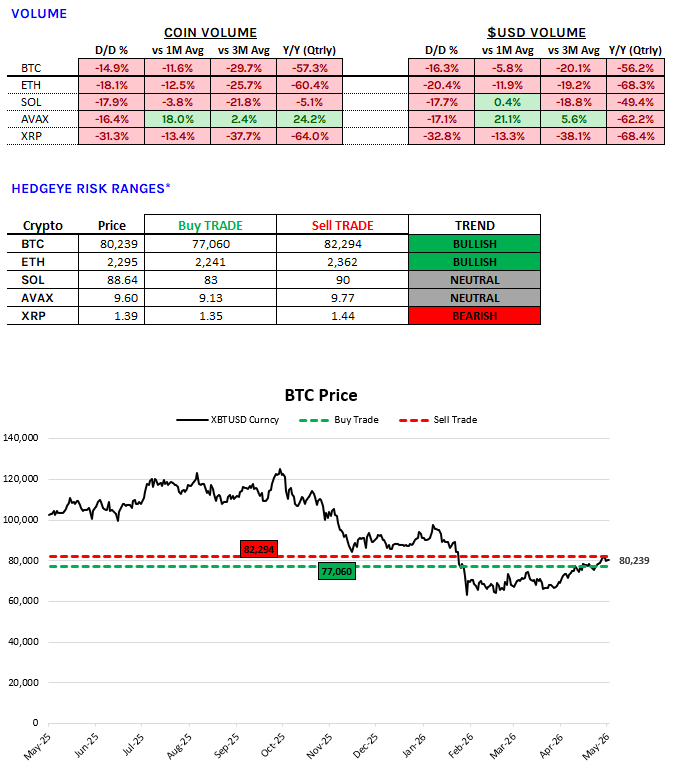 VOLUME
COIN VOLUME $USD VOLUME
D/D % vs 1M Avg vs 3M Avg Y/Y (Qtrly) D/D % vs 1M Avg vs 3M Avg Y/Y (Qtrly)
BTC -14.9% -11.6% -29.7% -57.3% -16.3% -5.8% -20.1% -56.2%
ETH -18.1% -12.5% -25.7% -60.4% -20.4% -11.9% -19.2% -68.3%
SOL -17.9% -3.8% -21.8% -5.1% -17.7% 0.4% -18.8% -49.4%
AVAX -16.4% 18.0% 2.4% 24.2% -17.1% 21.1% 5.6% -62.2%
XRP -31.3% -13.4% -37.7% -64.0% -32.8% -13.3% -38.1% -68.4%
HEDGEYE RISK RANGES*
Crypto Price Buy TRADE Sell TRADE TREND
BTC 80,239 77,060 82,294 BULLISH
ETH 2,295 2,241 2,362 BULLISH
SOL 88.64 83 90 NEUTRAL
AVAX 9.60 9.13 9.77 NEUTRAL
XRP 1.39 1.35 1.44 BEARISH
BTC Price
XBTUSD Curncy Buy Trade Sell Trade
140,000
120,000
100,000
82,294
80,000
80,239
77,060
60,000
40,000
20,000
0
May-25 Jun-25 Jul-25 Aug-25 Sep-25 Oct-25 Nov-25 Dec-25 Jan-26 Feb-26 Mar-26 Apr-26 May-26